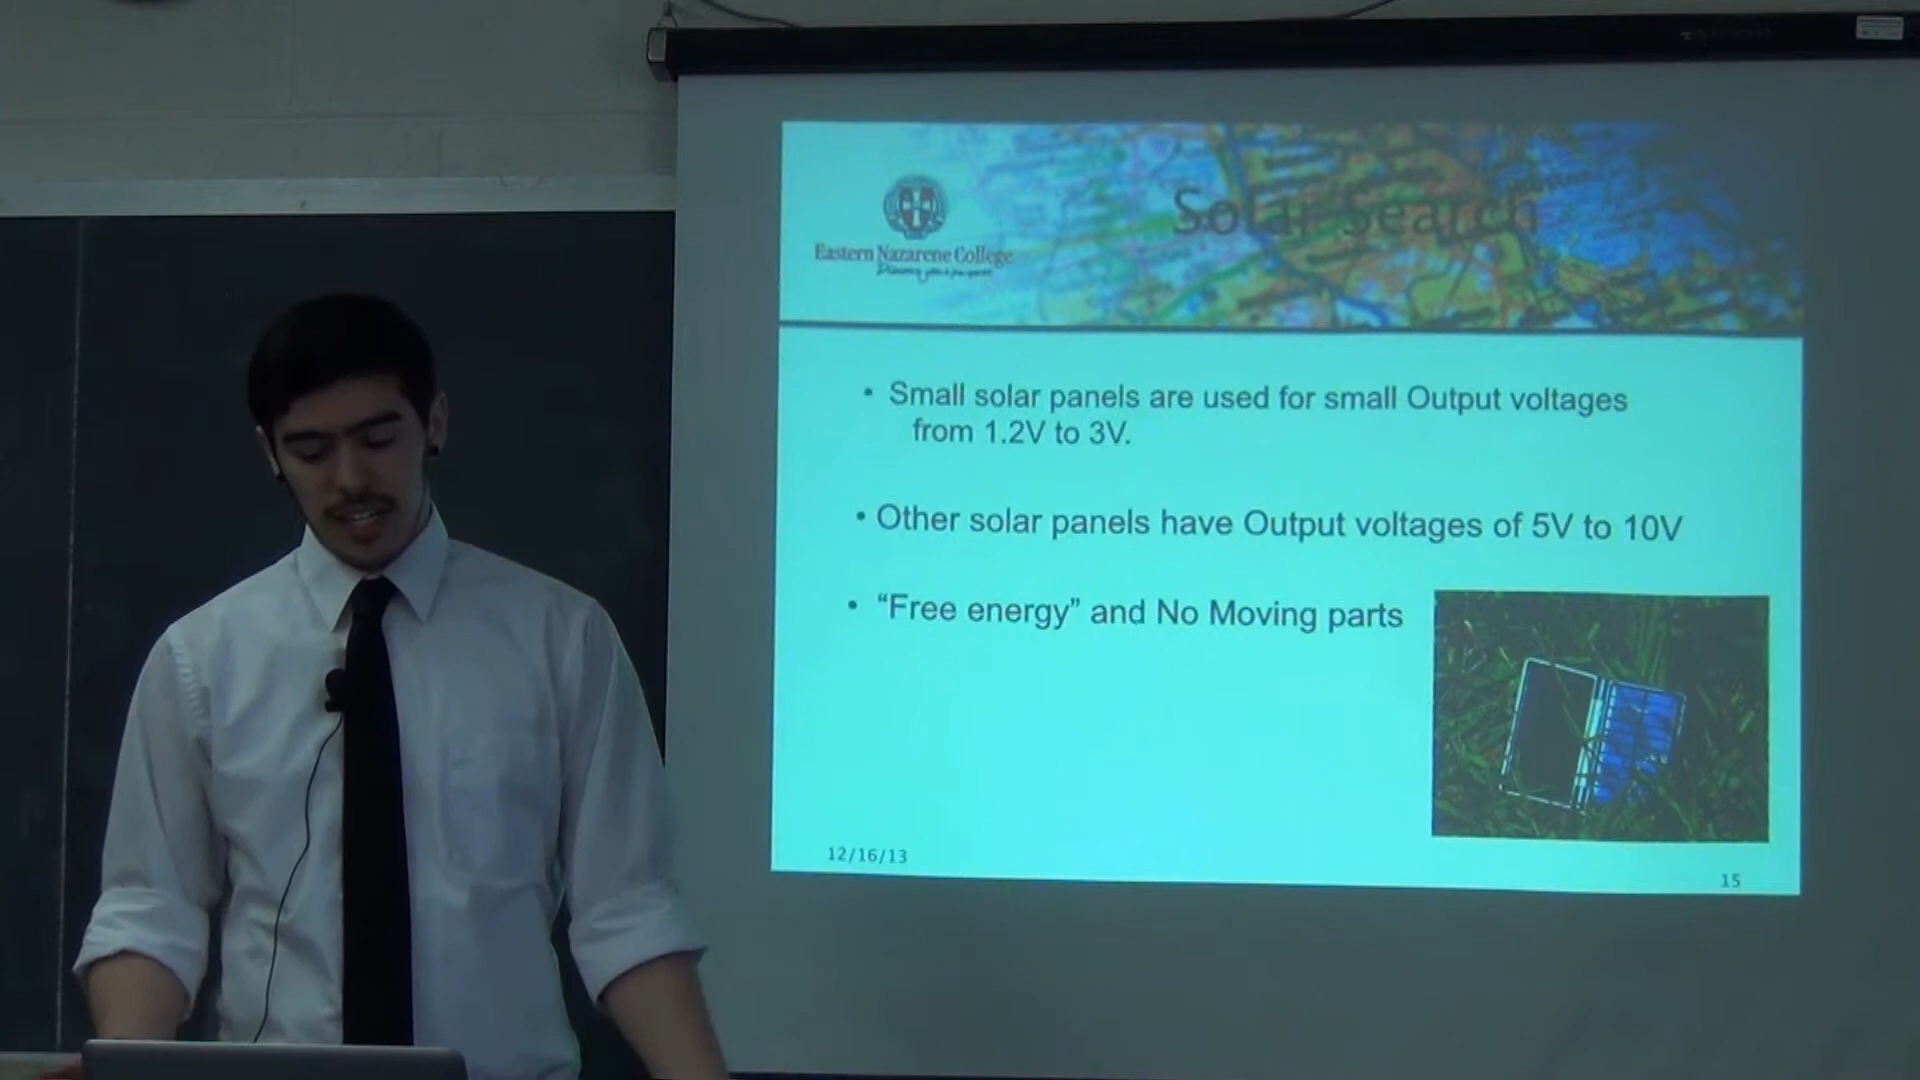 Solar Search
Eastern Nazarene College
• Small solar panels are used for small Output voltages
from 1.2V to 3V.
• Other solar panels have Output voltages of 5V to 10V
• “Free energy” and No Moving parts
12/16/13
15